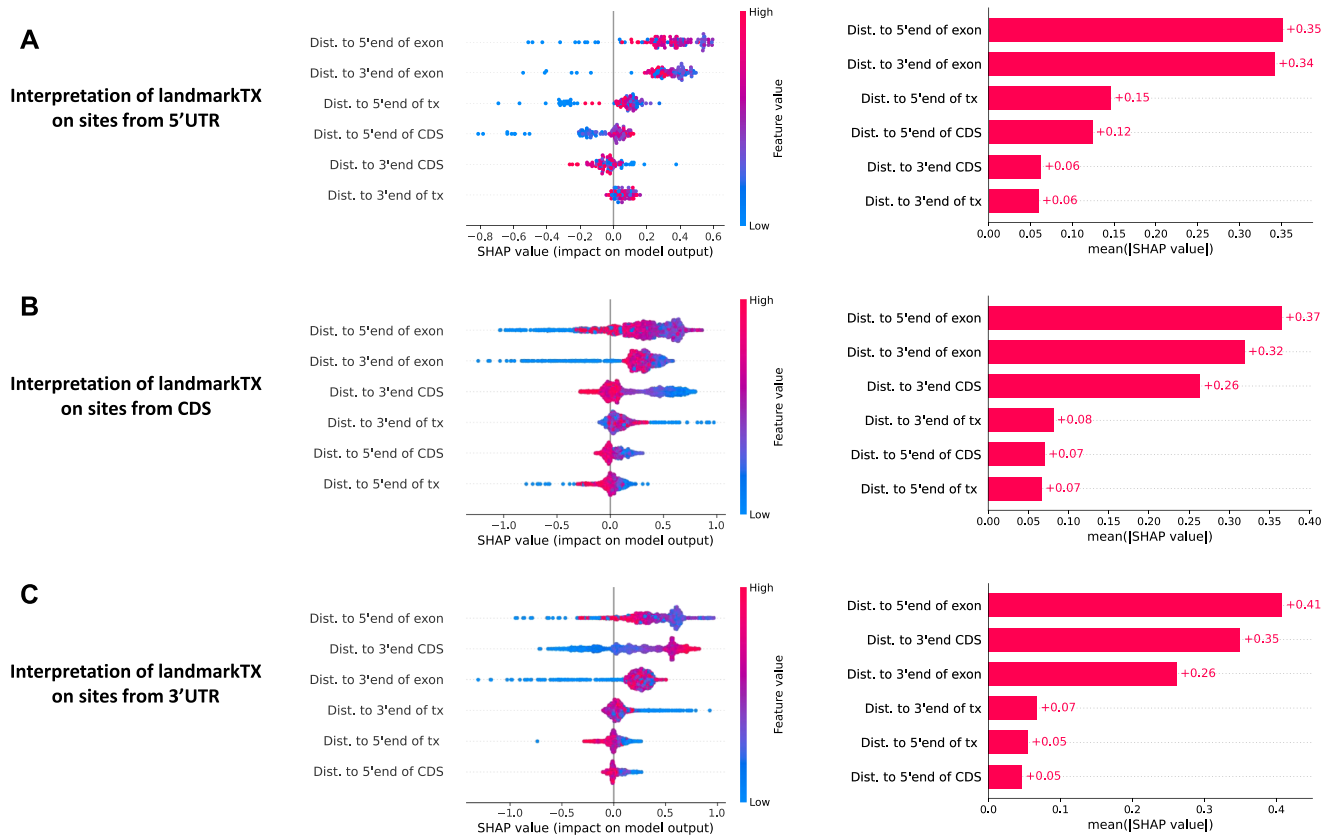 A
Interpretation of landmarkTX
on sites from 5’UTR
Dist. to 5'end of exon
Dist. to 3'end of exon
Dist. to 5'end of tx
Dist. to 5'end of CDS
Dist. to 3'end CDS
Dist. to 3'end of tx
−0.8 −0.6 −0.4 −0.2 0.0 0.2 0.4 0.6
SHAP value (impact on model output)
High
Feature value
Low
Dist. to 5'end of exon
Dist. to 3'end of exon
Dist. to 5'end of tx
Dist. to 5'end of CDS
Dist. to 3'end CDS
Dist. to 3'end of tx
+0.35
+0.34
+0.15
+0.12
+0.06
+0.06
0.00 0.05 0.10 0.15 0.20 0.25 0.30 0.35
mean(|SHAP value|)
B
Interpretation of landmarkTX
on sites from CDS
Dist. to 5'end of exon
Dist. to 3'end of exon
Dist. to 3'end CDS
Dist. to 3'end of tx
Dist. to 5'end of CDS
Dist. to 5'end of tx
−1.0 −0.5 0.0 0.5 1.0
SHAP value (impact on model output)
High
Feature value
Low
Dist. to 5'end of exon
Dist. to 3'end of exon
Dist. to 3'end CDS
Dist. to 3'end of tx
Dist. to 5'end of CDS
Dist. to 5'end of tx
+0.37
+0.32
+0.26
+0.08
+0.07
+0.07
0.00 0.05 0.10 0.15 0.20 0.25 0.30 0.35 0.40
mean(|SHAP value|)
C
Interpretation of landmarkTX
on sites from 3’UTR
Dist. to 5'end of exon
Dist. to 3'end CDS
Dist. to 3'end of exon
Dist. to 3'end of tx
Dist. to 5'end of tx
Dist. to 5'end of CDS
−1.0 −0.5 0.0 0.5 1.0
SHAP value (impact on model output)
High
Feature value
Low
Dist. to 5'end of exon
Dist. to 3'end CDS
Dist. to 3'end of exon
Dist. to 3'end of tx
Dist. to 5'end of tx
Dist. to 5'end of CDS
+0.41
+0.35
+0.26
+0.07
+0.05
+0.05
0.0 0.1 0.2 0.3 0.4
mean(|SHAP value|)